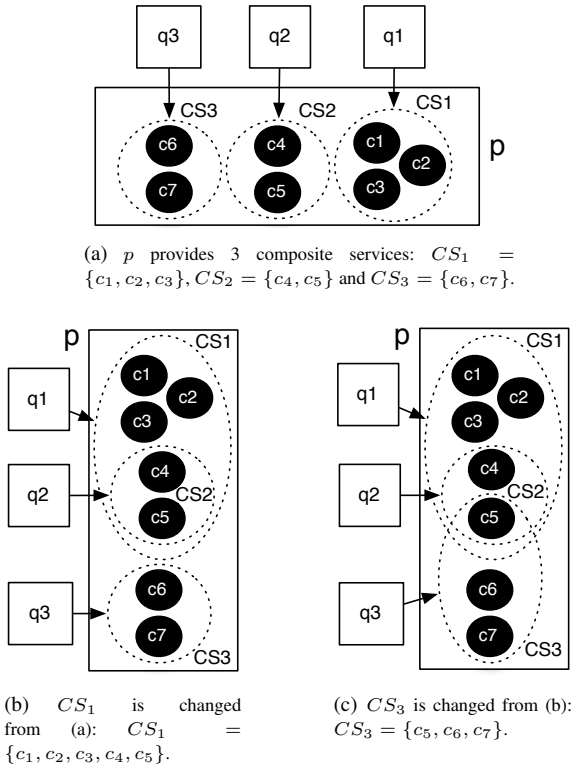 q3 q2 q1
CS3 CS2 CS1
c6 c4 c1
c2 p
c7 c5 c3
(a) p provides 3 composite services: CS₁ =
{c₁, c₂, c₃}, CS₂ = {c₄, c₅} and CS₃ = {c₆, c₇}.
p
CS1
c1
q1
c2
c3
c4
q2
CS2
c5
c6
q3
c7
CS3
(b) CS₁ is changed
from (a): CS₁ =
{c₁, c₂, c₃, c₄, c₅}.
p
CS1
c1
q1
c2
c3
c4
q2
CS2
c5
c6
q3
c7
CS3
(c) CS₃ is changed from (b):
CS₃ = {c₅, c₆, c₇}.